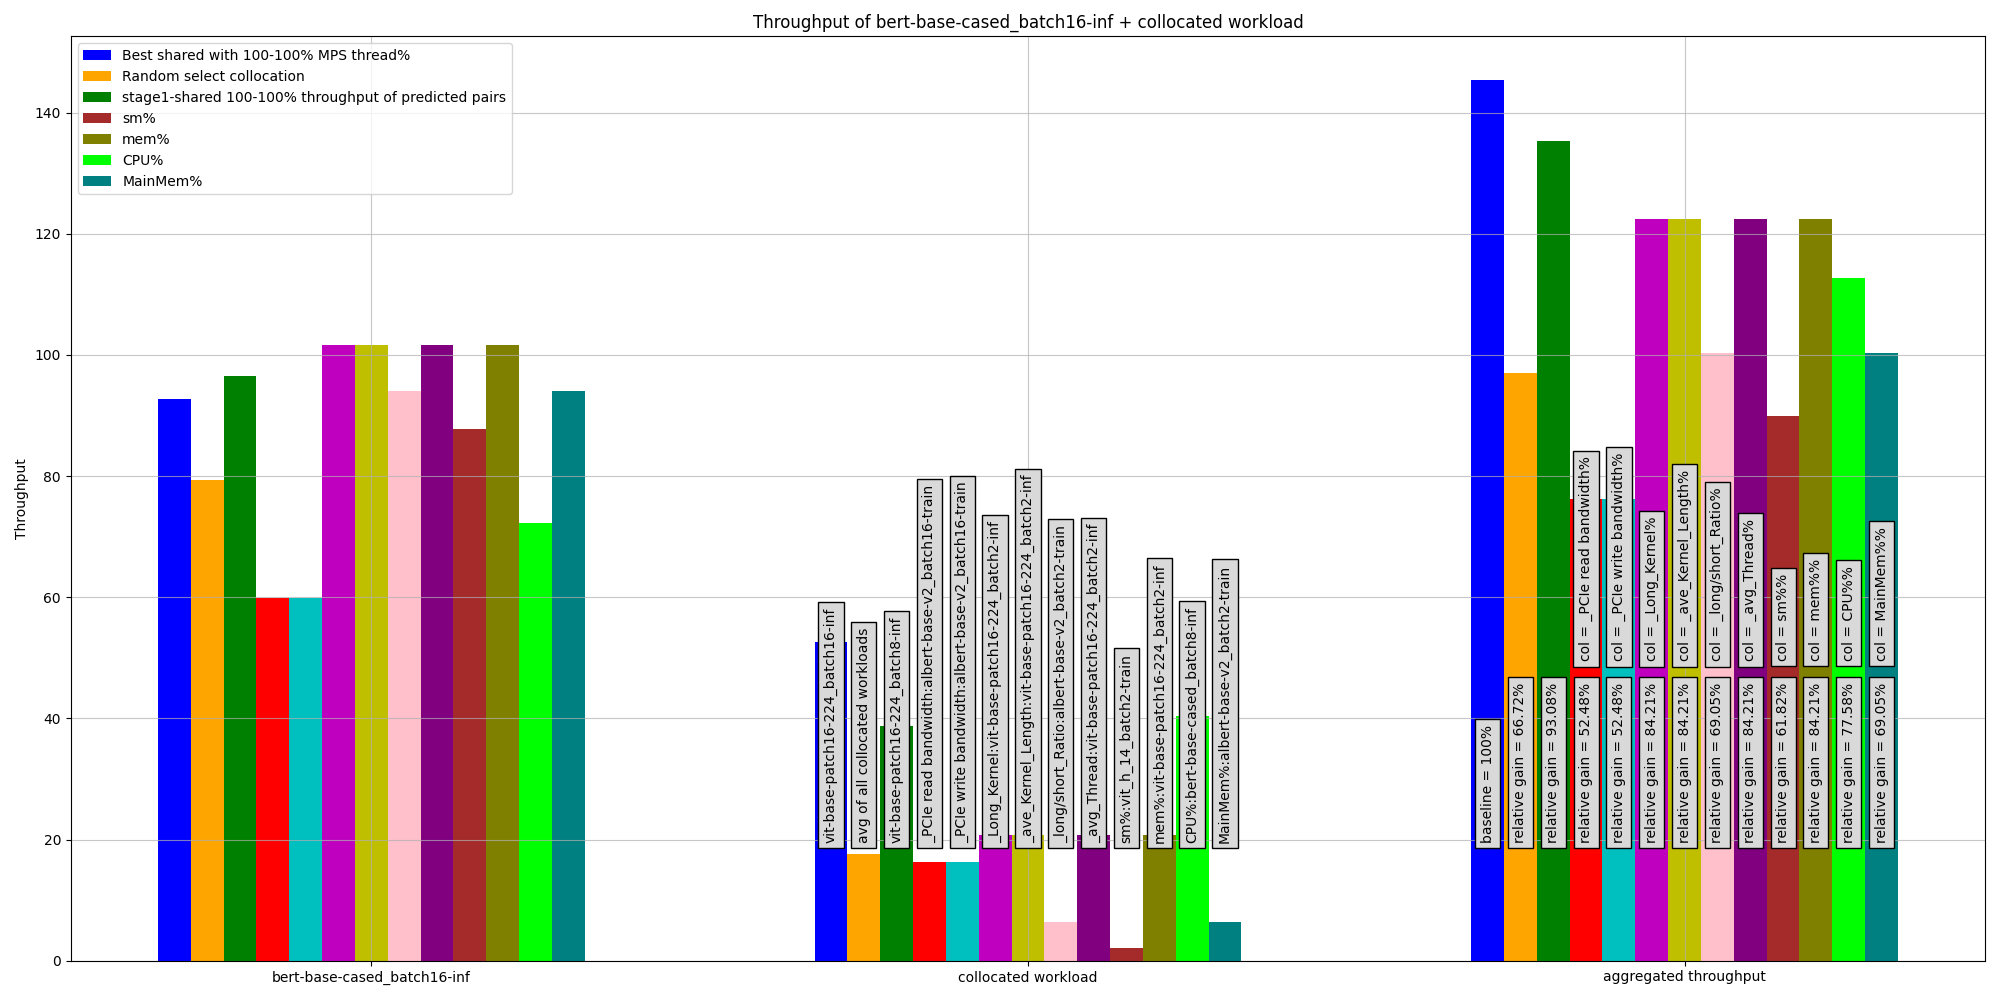 Throughput of bert-base-cased_batch16-inf + collocated workload
Best shared with 100-100% MPS thread%
Random select collocation
stage1-shared 100-100% throughput of predicted pairs
sm%
mem%
CPU%
MainMem%
Throughput
140
120
100
80
60
40
20
0
vit-base-patch16-224_batch16-inf
avg of all collocated workloads
vit-base-patch16-224_batch8-inf
_PCIe read bandwidth:albert-base-v2_batch16-train
_PCIe write bandwidth:albert-base-v2_batch16-train
_Long_Kernel:vit-base-patch16-224_batch2-inf
_ave_Kernel_Length:vit-base-patch16-224_batch2-inf
_long/short_Ratio:albert-base-v2_batch2-train
_avg_Thread:vit-base-patch16-224_batch2-inf
sm%:vit_h_14_batch2-train
mem%:vit-base-patch16-224_batch2-inf
CPU%:bert-base-cased_batch8-inf
MainMem%:albert-base-v2_batch2-train
col = _PCIe read bandwidth%
col = _PCIe write bandwidth%
col = _Long_Kernel%
col = _ave_Kernel_Length%
col = _long/short_Ratio%
col = _avg_Thread%
col = sm%%
col = mem%%
col = CPU%%
col = MainMem%%
baseline = 100%
relative gain = 66.72%
relative gain = 93.08%
relative gain = 52.48%
relative gain = 52.48%
relative gain = 84.21%
relative gain = 84.21%
relative gain = 69.05%
relative gain = 84.21%
relative gain = 61.82%
relative gain = 84.21%
relative gain = 77.58%
relative gain = 69.05%
bert-base-cased_batch16-inf
collocated workload
aggregated throughput